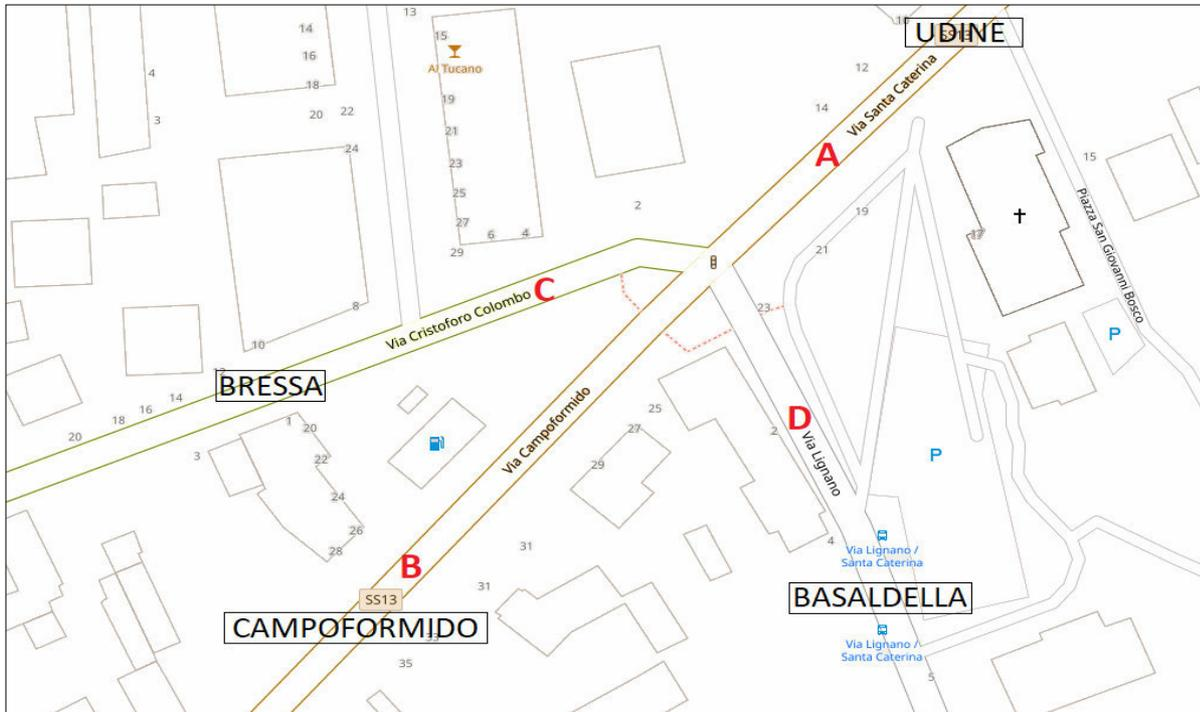 13
14
15
16
18
20
22
4
3
24
Al Tucano
19
21
23
25
27
6
4
29
2
12
14
UDINE
Via Santa Caterina
A
15
Piazza San Giovanni Bosco
19
21
17
23
C
Via Cristoforo Colombo
8
10
BRESSA
14
16
18
20
1
3
20
22
24
26
28
Via Campoformido
25
27
29
31
31
D
2
Via Lignano
4
P
P
Via Lignano /
Santa Caterina
BASALDELLA
Via Lignano /
Santa Caterina
5
B
SS13
CAMPOFORMIDO
35